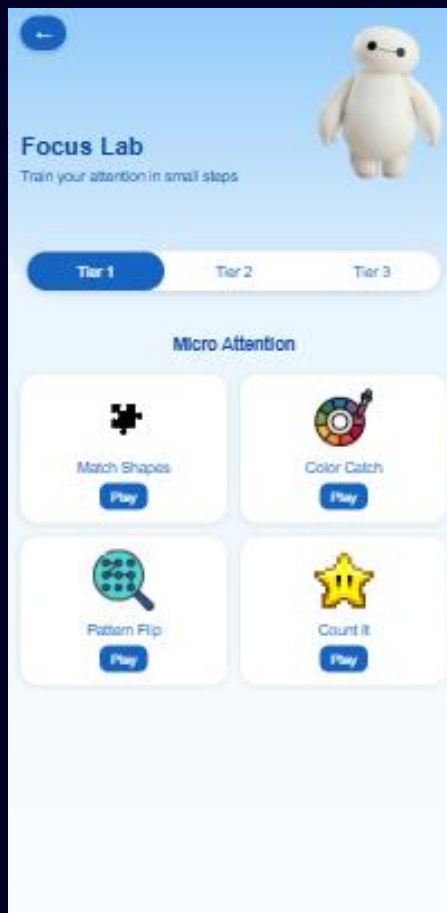 ←
Focus Lab
Train your attention in small steps
Tier 1 Tier 2 Tier 3
Micro Attention
Match Shapes Color Catch
Play Play
Pattern Flip Count It
Play Play